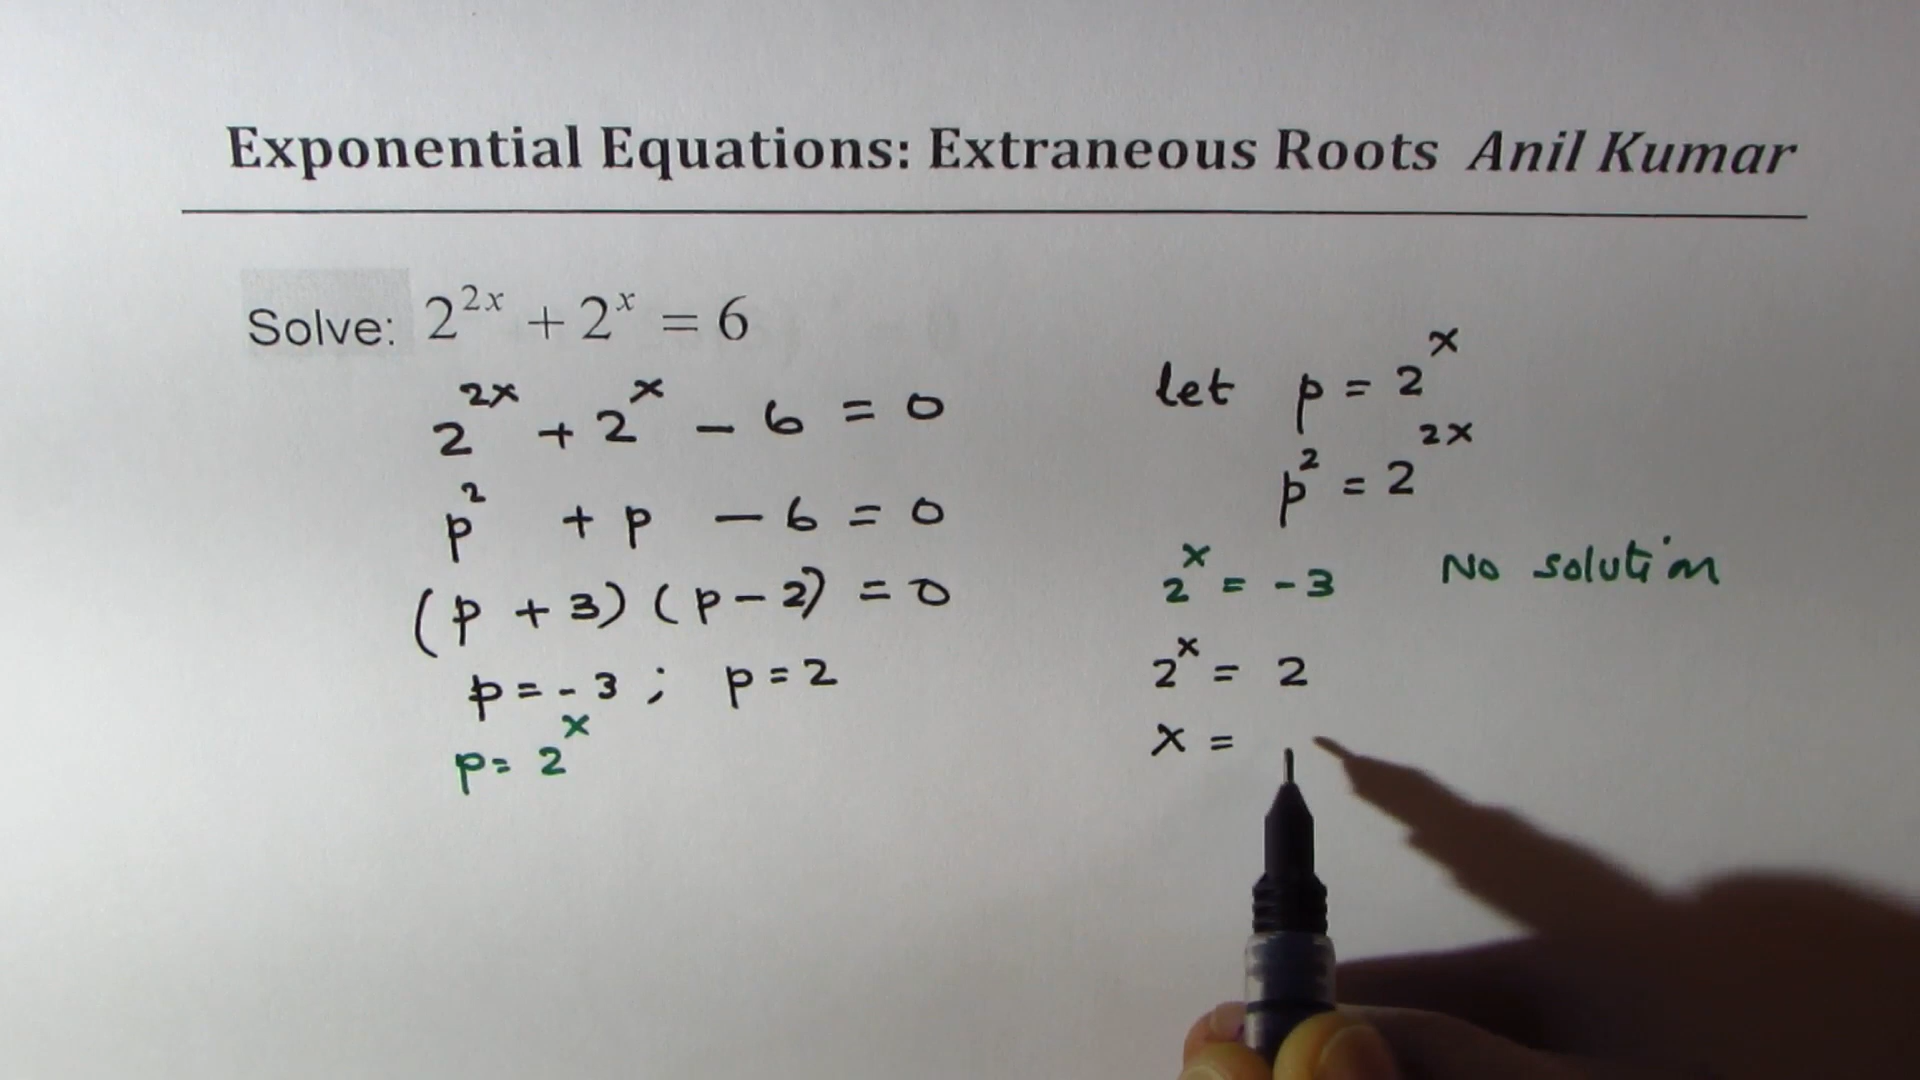 Exponential Equations: Extraneous Roots Anil Kumar
Solve: 2^{2x} + 2^x = 6
2^{2x} + 2^x - 6 = 0
p^2 + p - 6 = 0
(p + 3) (p - 2) = 0
p = - 3 ; p = 2
p = 2^x
let p = 2^x
p^2 = 2^{2x}
2^x = - 3 No solution
2^x = 2
x =